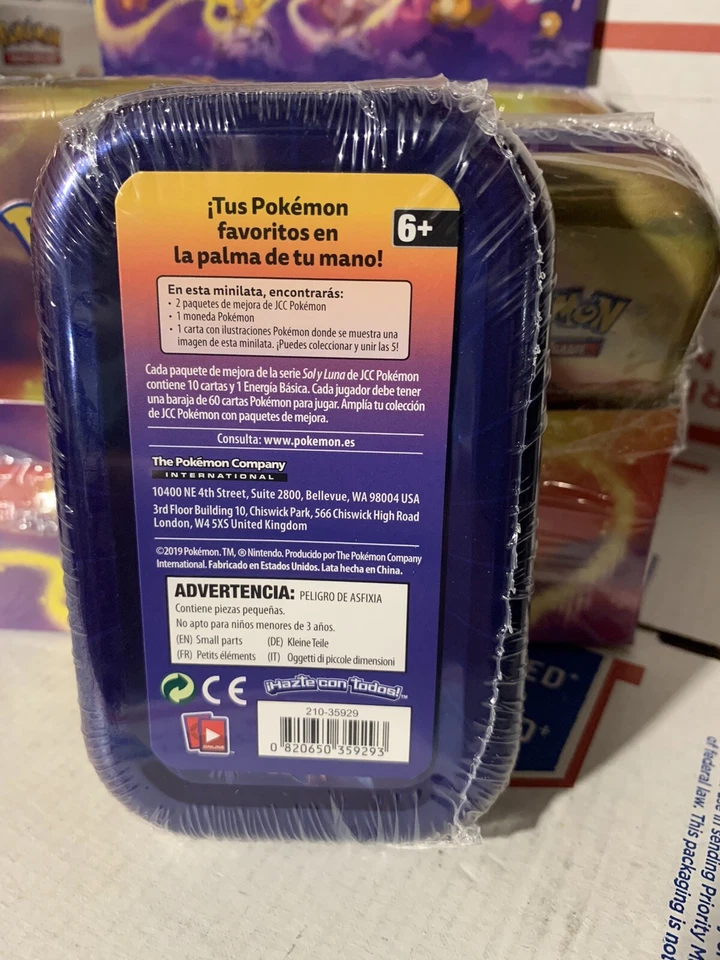 ¡Tus Pokémon
favoritos en
la palma de tu mano!
6+
En esta minilata, encontrarás:
• 2 paquetes de mejora de JCC Pokémon
• 1 moneda Pokémon
• 1 carta con ilustraciones Pokémon donde se muestra una
imagen de esta minilata. ¡Puedes coleccionar y unir las 5!
Cada paquete de mejora de la serie Sol y Luna de JCC Pokémon
contiene 10 cartas y 1 Energía Básica. Cada jugador debe tener
una baraja de 60 cartas Pokémon para jugar. Amplía tu colección
de JCC Pokémon con paquetes de mejora.
Consulta: www.pokemon.es
The Pokémon Company
INTERNATIONAL
10400 NE 4th Street, Suite 2800, Bellevue, WA 98004 USA
3rd Floor Building 10, Chiswick Park, 566 Chiswick High Road
London, W4 5XS United Kingdom
©2019 Pokémon. TM, ® Nintendo. Producido por The Pokémon Company
International. Fabricado en Estados Unidos. Lata hecha en China.
ADVERTENCIA: PELIGRO DE ASFIXIA
Contiene piezas pequeñas.
No apto para niños menores de 3 años.
(EN) Small parts (DE) Kleine Teile
(FR) Petits éléments (IT) Oggetti di piccole dimensioni
CE ¡Hazte con Todos!™
210-35929
0 820650 359293
MON
ED
of federal law. This packaging is not
in sending Priority M